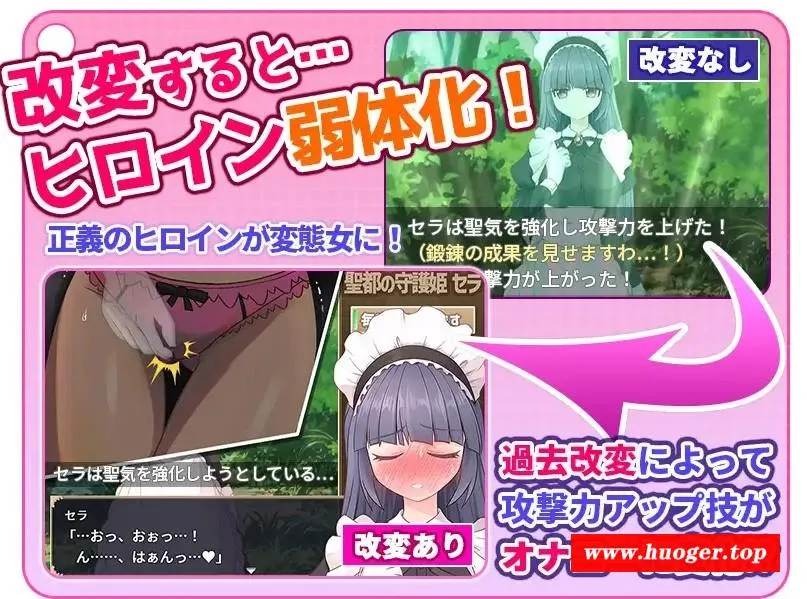 改変すると…
ヒロイン弱体化！
正義のヒロインが変態女に！
改変なし
セラは聖気を強化し攻撃力を上げた！
（鍛錬の成果を見せますわ…！）
撃力が上がった！
聖都の守護姫 セラ
セラは聖気を強化しようとしている…
セラ
「…おっ、おぉっ…！
ん……、はぁんっ…♥」
改変あり
過去改変によって
攻撃力アップ技が
オナ
www.huoger.top